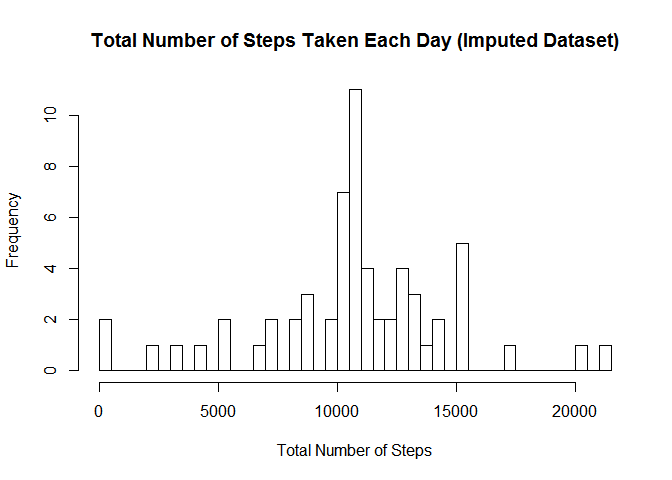 Total Number of Steps Taken Each Day (Imputed Dataset)
Frequency
10
8
6
4
2
0
0 5000 10000 15000 20000
Total Number of Steps